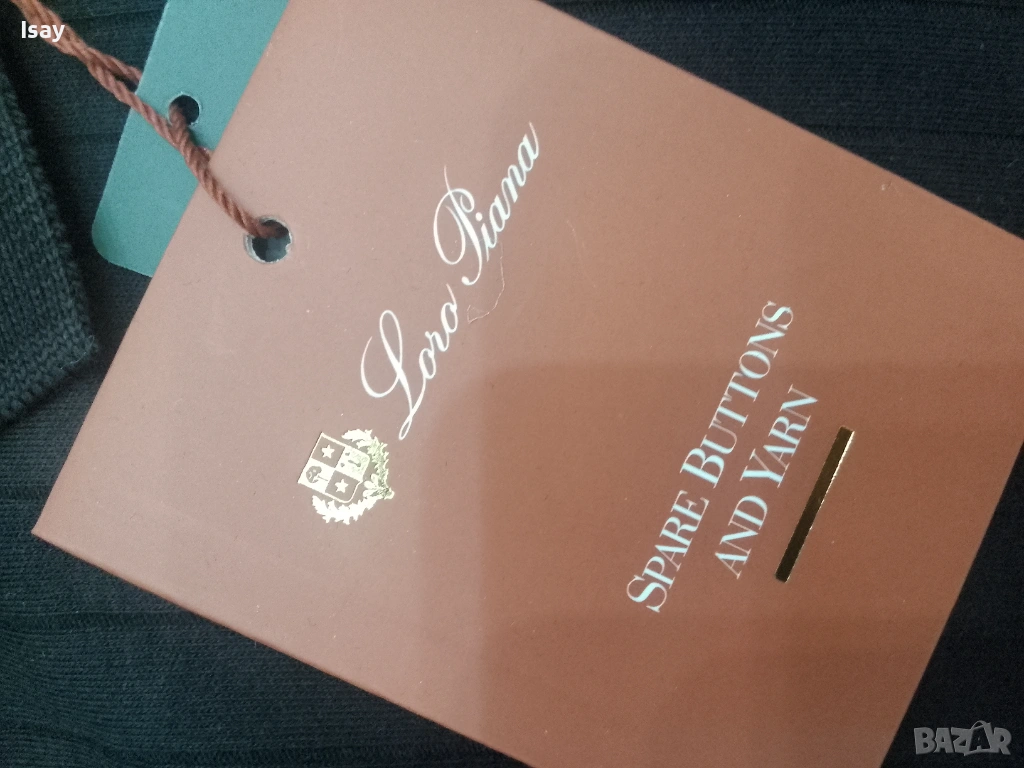 Isay
Loro Piana
SPARE BUTTONS
AND YARN
BAZAR